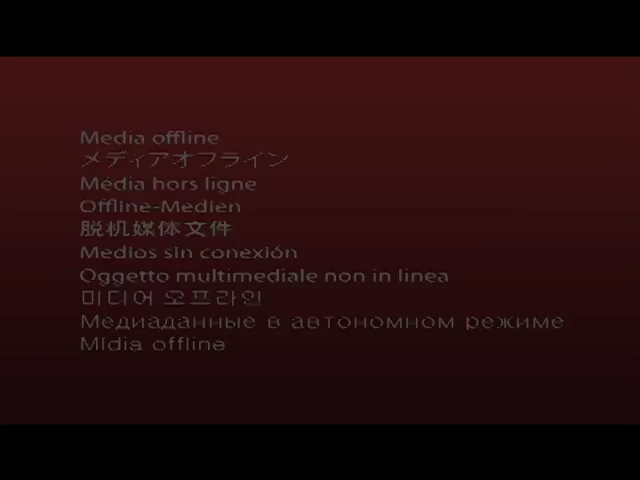 Media offline
メディアオフライン
Média hors ligne
Offline-Medien
脱机媒体文件
Medios sin conexión
Oggetto multimediale non in linea
미디어 오프라인
Медиаданные в автономном режиме
Mídia offline